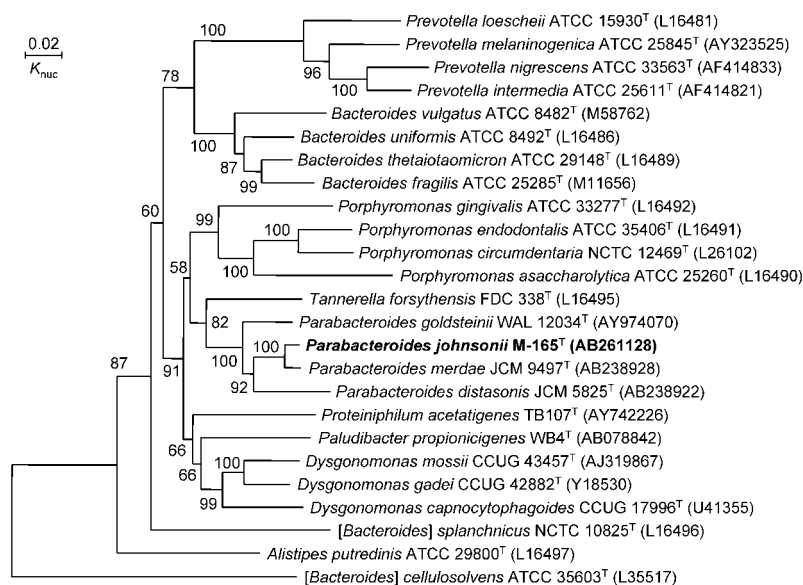 100
Prevotella loescheii ATCC 15930ᵀ (L16481)
0.02
Knuc
Prevotella melaninogenica ATCC 25845ᵀ (AY323525)
96
Prevotella nigrescens ATCC 33563ᵀ (AF414833)
78
100
Prevotella intermedia ATCC 25611ᵀ (AF414821)
Bacteroides vulgatus ATCC 8482ᵀ (M58762)
100
Bacteroides uniformis ATCC 8492ᵀ (L16486)
87
Bacteroides thetaiotaomicron ATCC 29148ᵀ (L16489)
99
Bacteroides fragilis ATCC 25285ᵀ (M11656)
60
99
Porphyromonas gingivalis ATCC 33277ᵀ (L16492)
100
Porphyromonas endodontalis ATCC 35406ᵀ (L16491)
Porphyromonas circumdentaria NCTC 12469ᵀ (L26102)
58
100
Porphyromonas asaccharolytica ATCC 25260ᵀ (L16490)
Tannerella forsythensis FDC 338ᵀ (L16495)
82
Parabacteroides goldsteinii WAL 12034ᵀ (AY974070)
100
Parabacteroides johnsonii M-165ᵀ (AB261128)
87
91
100
Parabacteroides merdae JCM 9497ᵀ (AB238928)
92
Parabacteroides distasonis JCM 5825ᵀ (AB238922)
Proteiniphilum acetatigenes TB107ᵀ (AY742226)
66
Paludibacter propionicigenes WB4ᵀ (AB078842)
66
100
Dysgonomonas mossii CCUG 43457ᵀ (AJ319867)
Dysgonomonas gadei CCUG 42882ᵀ (Y18530)
99
Dysgonomonas capnocytophagoides CCUG 17996ᵀ (U41355)
[Bacteroides] splanchnicus NCTC 10825ᵀ (L16496)
Alistipes putredinis ATCC 29800ᵀ (L16497)
[Bacteroides] cellulosolvens ATCC 35603ᵀ (L35517)